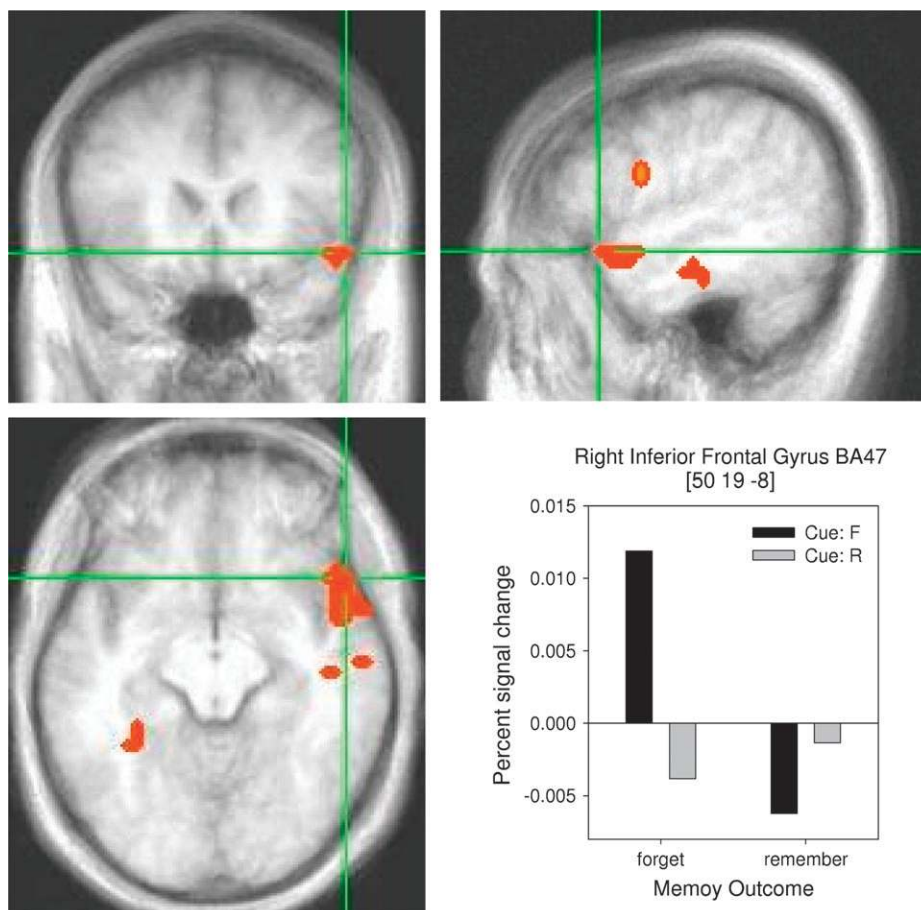 Right Inferior Frontal Gyrus BA47
[50 19 -8]
0.015
0.010
0.005
0.000
-0.005
Percent signal change
Cue: F
Cue: R
forget
remember
Memoy Outcome